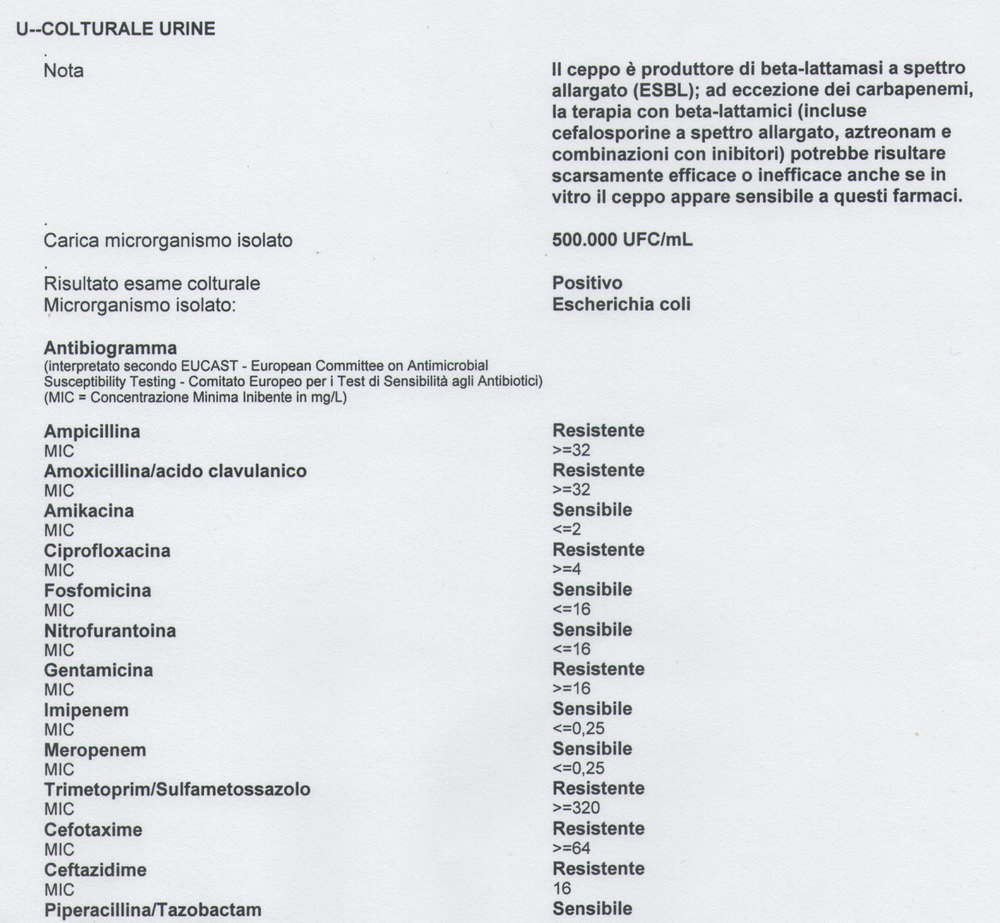 U--COLTURALE URINE
.
Nota
Il ceppo è produttore di beta-lattamasi a spettro
allargato (ESBL); ad eccezione dei carbapenemi,
la terapia con beta-lattamici (incluse
cefalosporine a spettro allargato, aztreonam e
combinazioni con inibitori) potrebbe risultare
scarsamente efficace o inefficace anche se in
vitro il ceppo appare sensibile a questi farmaci.
.
Carica microrganismo isolato 500.000 UFC/mL
.
Risultato esame colturale Positivo
Microrganismo isolato: Escherichia coli
Antibiogramma
(interpretato secondo EUCAST - European Committee on Antimicrobial
Susceptibility Testing - Comitato Europeo per i Test di Sensibilità agli Antibiotici)
(MIC = Concentrazione Minima Inibente in mg/L)
Ampicillina Resistente
MIC >=32
Amoxicillina/acido clavulanico Resistente
MIC >=32
Amikacina Sensibile
MIC <=2
Ciprofloxacina Resistente
MIC >=4
Fosfomicina Sensibile
MIC <=16
Nitrofurantoina Sensibile
MIC <=16
Gentamicina Resistente
MIC >=16
Imipenem Sensibile
MIC <=0,25
Meropenem Sensibile
MIC <=0,25
Trimetoprim/Sulfametossazolo Resistente
MIC >=320
Cefotaxime Resistente
MIC >=64
Ceftazidime Resistente
MIC 16
Piperacillina/Tazobactam Sensibile